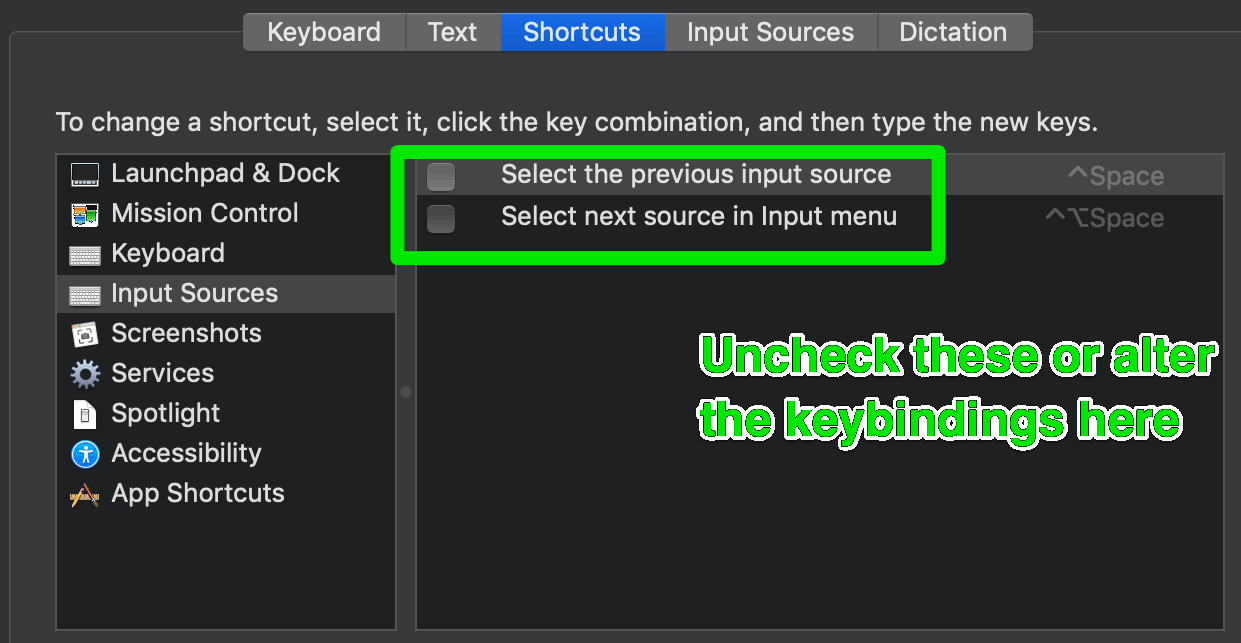 Keyboard Text Shortcuts Input Sources Dictation
To change a shortcut, select it, click the key combination, and then type the new keys.
Launchpad & Dock
Mission Control
Keyboard
Input Sources
Screenshots
Services
Spotlight
Accessibility
App Shortcuts
Select the previous input source ^Space
Select next source in Input menu ^⌥Space
Uncheck these or alter
the keybindings here